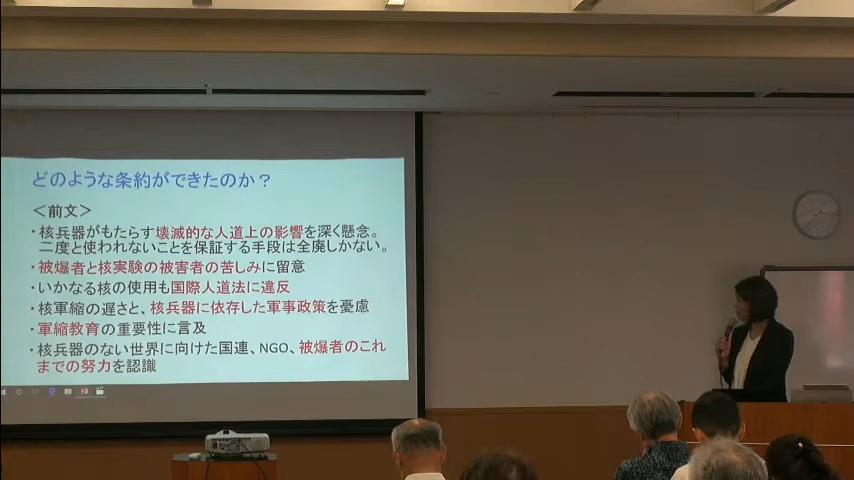 どのような条約ができたのか？
＜前文＞
・核兵器がもたらす壊滅的な人道上の影響を深く懸念。
二度と使われないことを保証する手段は全廃しかない。
・被爆者と核実験の被害者の苦しみに留意
・いかなる核の使用も国際人道法に違反
・核軍縮の遅さと、核兵器に依存した軍事政策を憂慮
・軍縮教育の重要性に言及
・核兵器のない世界に向けた国連、NGO、被爆者のこれ
までの努力を認識